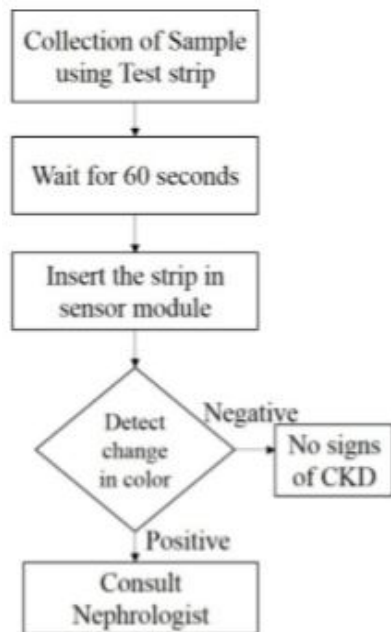 Collection of Sample
using Test strip
Wait for 60 seconds
Insert the strip in
sensor module
Detect
change
in color
Negative
No signs
of CKD
Positive
Consult
Nephrologist